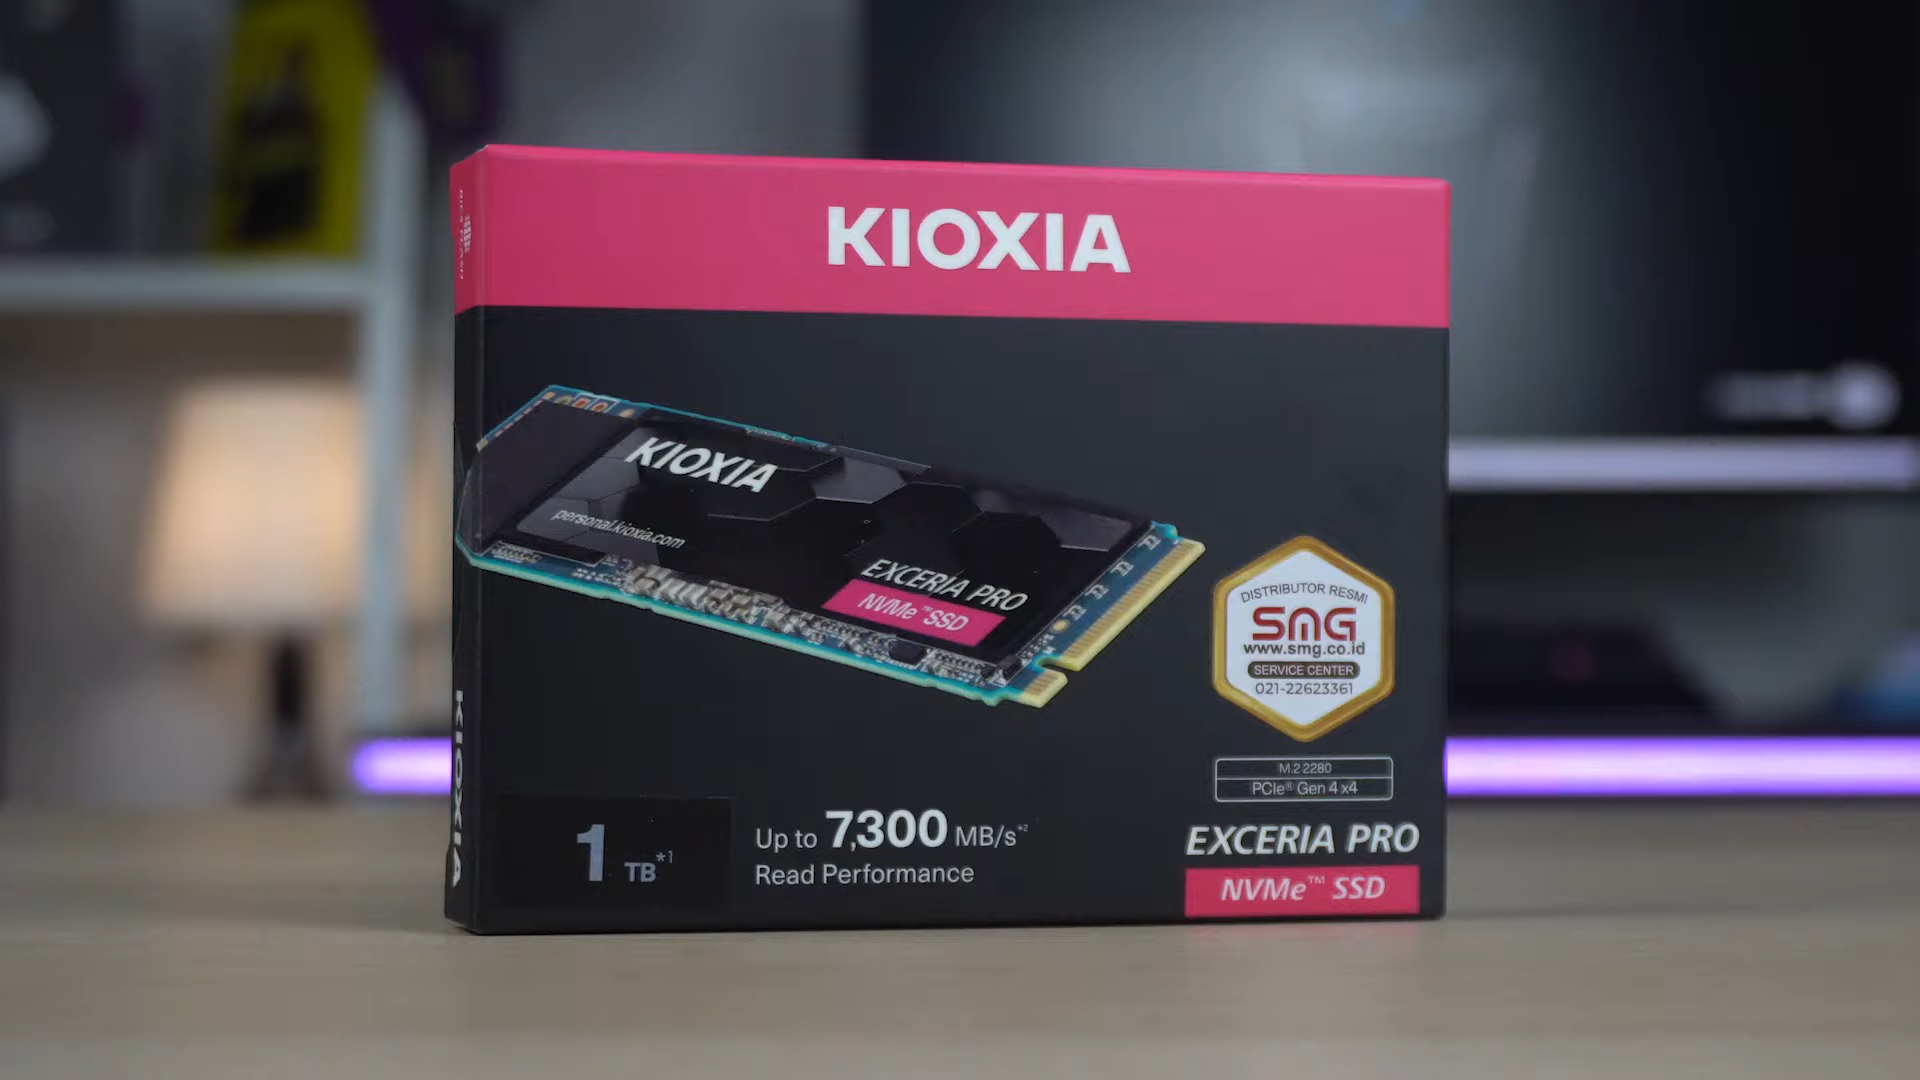 KIOXIA
KIOXIA
personal.kioxia.com
EXCERIA PRO
NVMe™ SSD
DISTRIBUTOR RESMI
SMG
www.smg.co.id
SERVICE CENTER
021-22623361
M.2 2280
PCIe® Gen 4 x4
1 TB*1
Up to 7,300 MB/s*2
Read Performance
EXCERIA PRO
NVMe™ SSD
KIOXIA